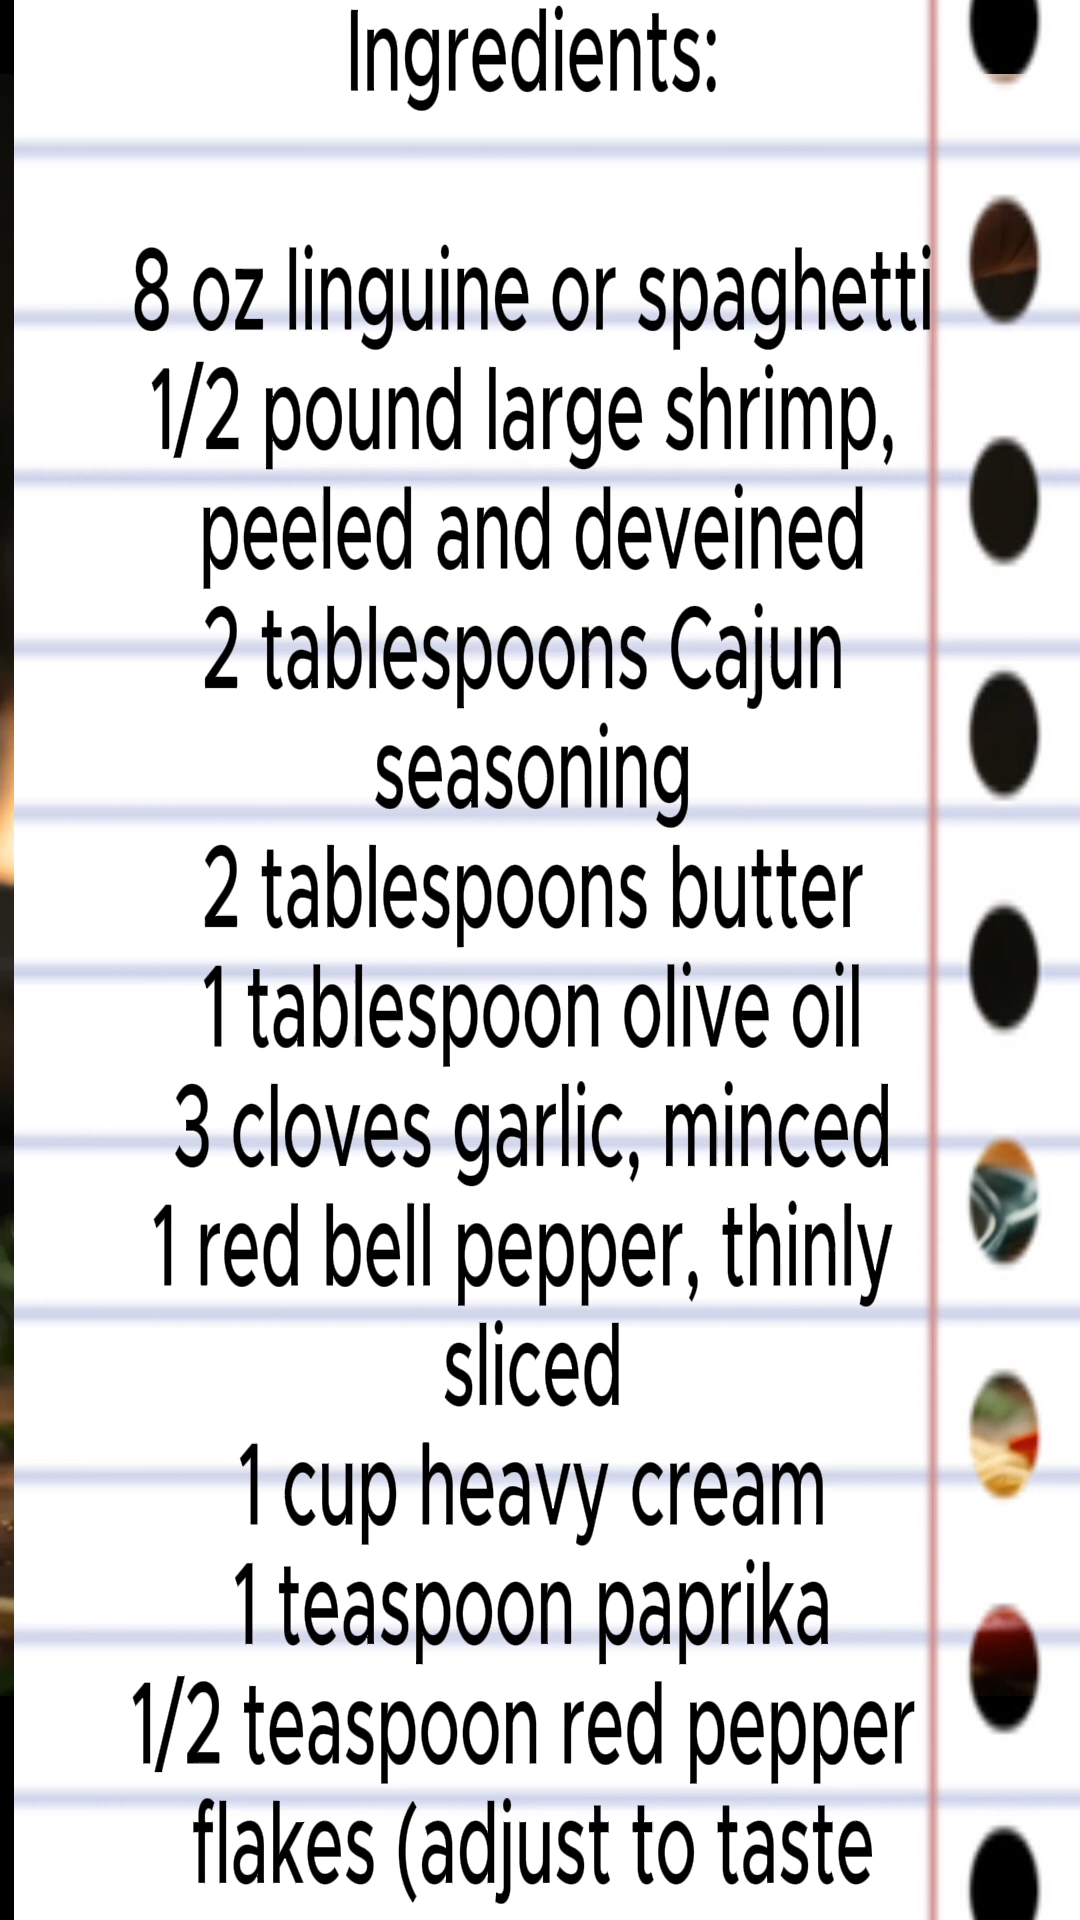 Ingredients:
8 oz linguine or spaghetti
1/2 pound large shrimp,
peeled and deveined
2 tablespoons Cajun
seasoning
2 tablespoons butter
1 tablespoon olive oil
3 cloves garlic, minced
1 red bell pepper, thinly
sliced
1 cup heavy cream
1 teaspoon paprika
1/2 teaspoon red pepper
flakes (adjust to taste